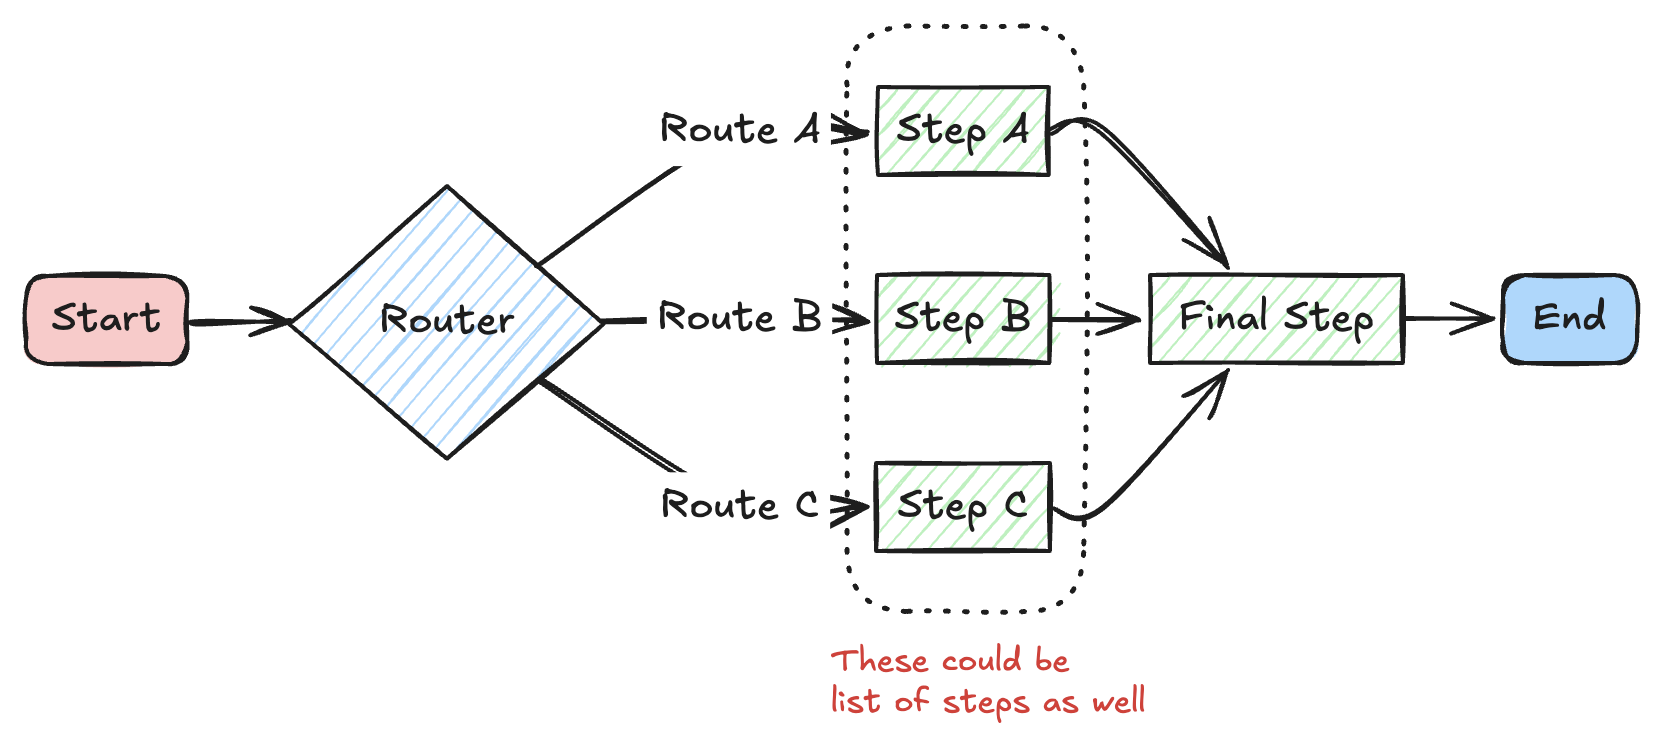 Route A
Step A
Start
Router
Route B
Step B
Final Step
End
Route C
Step C
These could be
list of steps as well